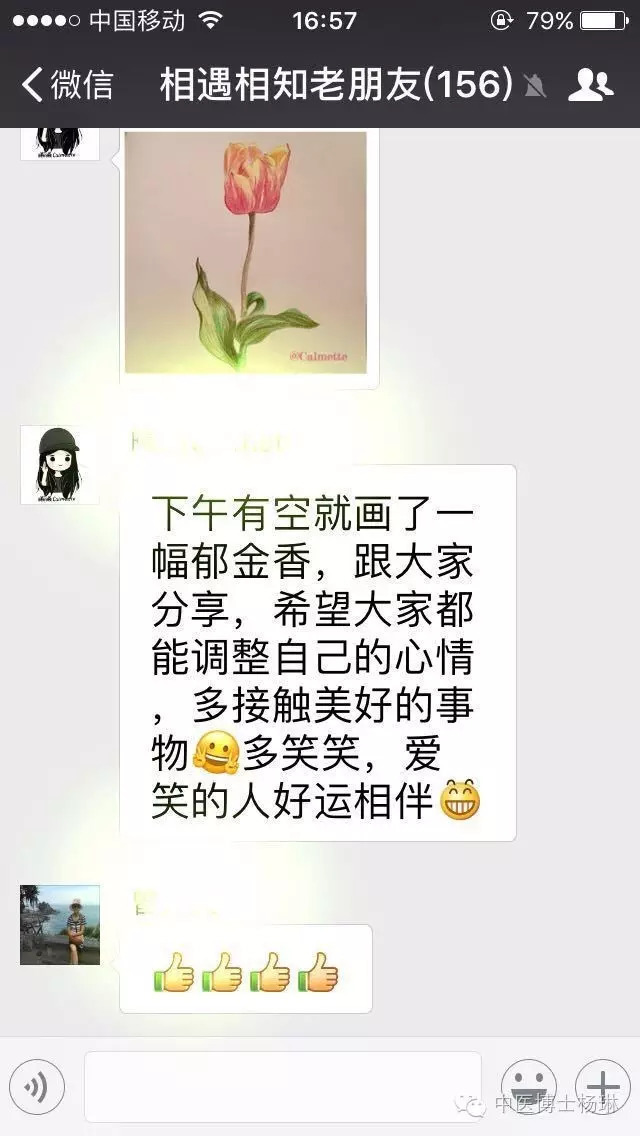 中国移动 16:57 79%
微信 相遇相知老朋友(156)
@Calmette
下午有空就画了一
幅郁金香，跟大家
分享，希望大家都
能调整自己的心情
，多接触美好的事
物🤗多笑笑，爱
笑的人好运相伴😁
👍👍👍👍
中医博士杨琳